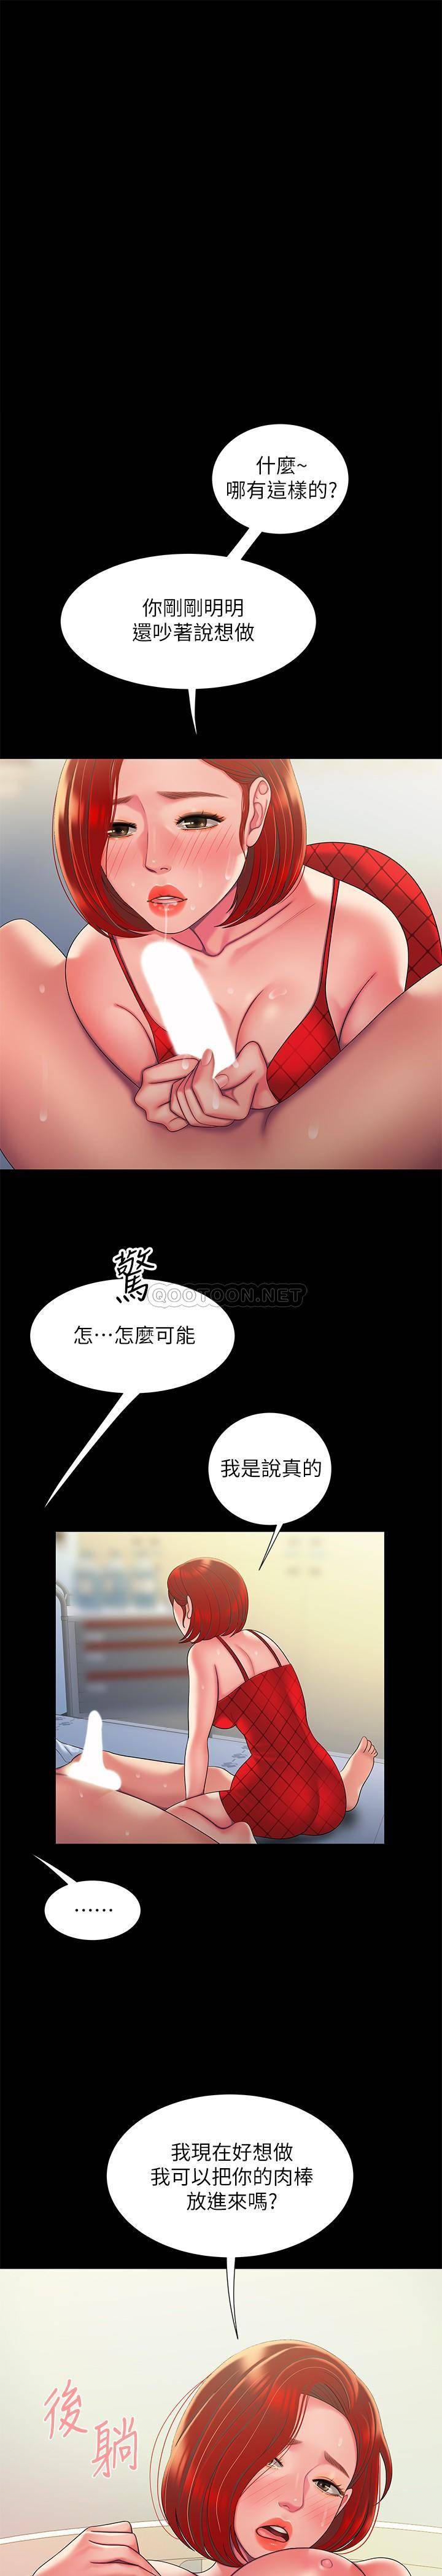 什麼~
哪有這樣的?
你剛剛明明
還吵著說想做
驚
QOOTOON.NET
怎…怎麼可能
我是說真的
……
我現在好想做
我可以把你的肉棒
放進來嗎?
後躺